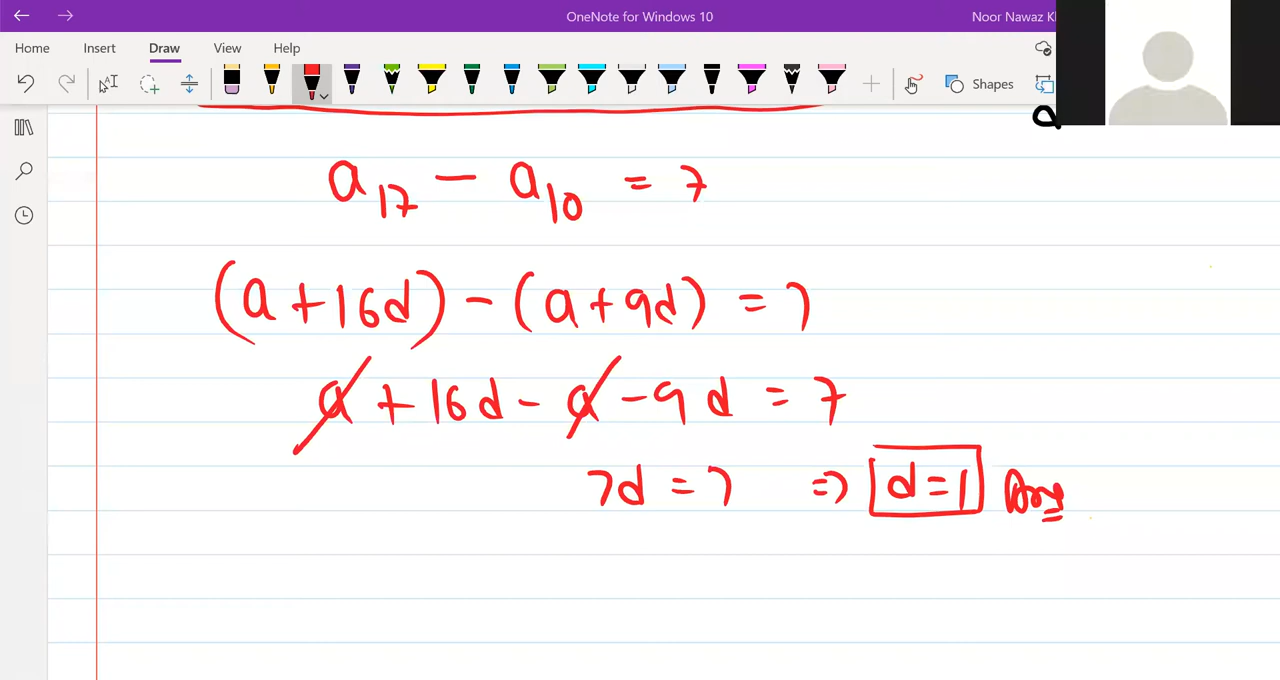 OneNote for Windows 10
Noor Nawaz
Home Insert Draw View Help
Shapes
a
a₁₇ − a₁₀ = 7
(a + 16d) − (a + 9d) = 7
a + 16d − a − 9d = 7
7d = 7 ⇒ d = 1 Ans